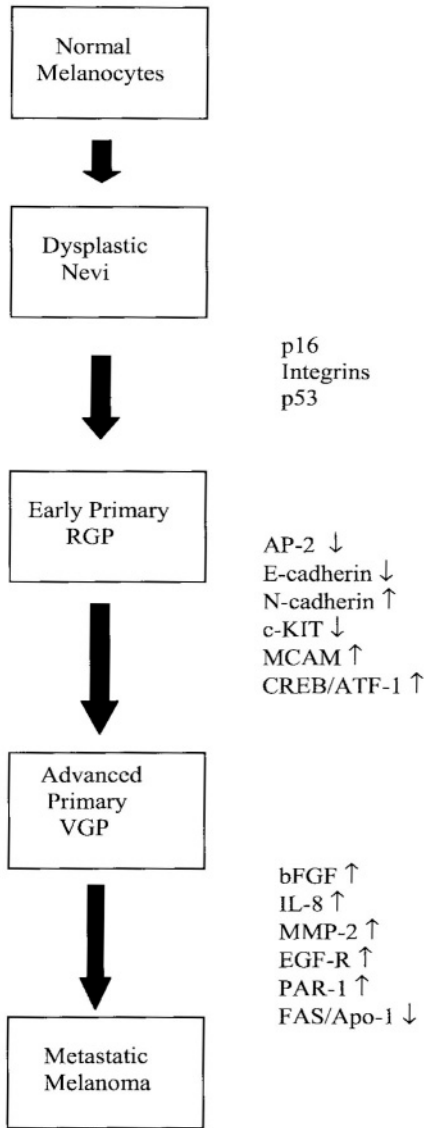 Normal
Melanocytes
Dysplastic
Nevi
p16
Integrins
p53
Early Primary
RGP
AP-2 ↓
E-cadherin ↓
N-cadherin ↑
c-KIT ↓
MCAM ↑
CREB/ATF-1 ↑
Advanced
Primary
VGP
bFGF ↑
IL-8 ↑
MMP-2 ↑
EGF-R ↑
PAR-1 ↑
FAS/Apo-1 ↓
Metastatic
Melanoma